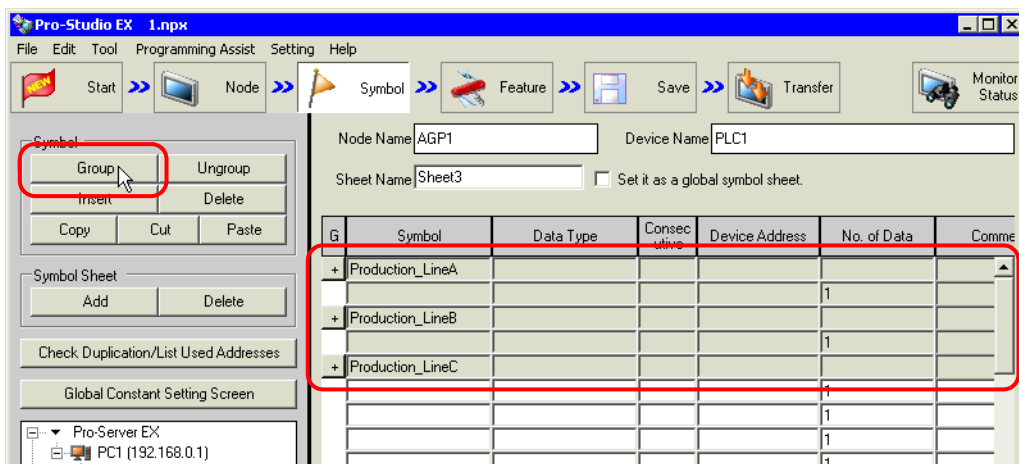 Pro-Studio EX 1.npx
File Edit Tool Programming Assist Setting Help
NEW Start Node Symbol Feature Save Transfer Monitor Status
Symbol
Group Ungroup
Insert Delete
Copy Cut Paste
Symbol Sheet
Add Delete
Check Duplication/List Used Addresses
Global Constant Setting Screen
Pro-Server EX
PC1 (192.168.0.1)
Node Name AGP1 Device Name PLC1
Sheet Name Sheet3 Set it as a global symbol sheet.
G Symbol Data Type Consecutive Device Address No. of Data Comme
+ Production_LineA
1
+ Production_LineB
1
+ Production_LineC
1
1
1
1